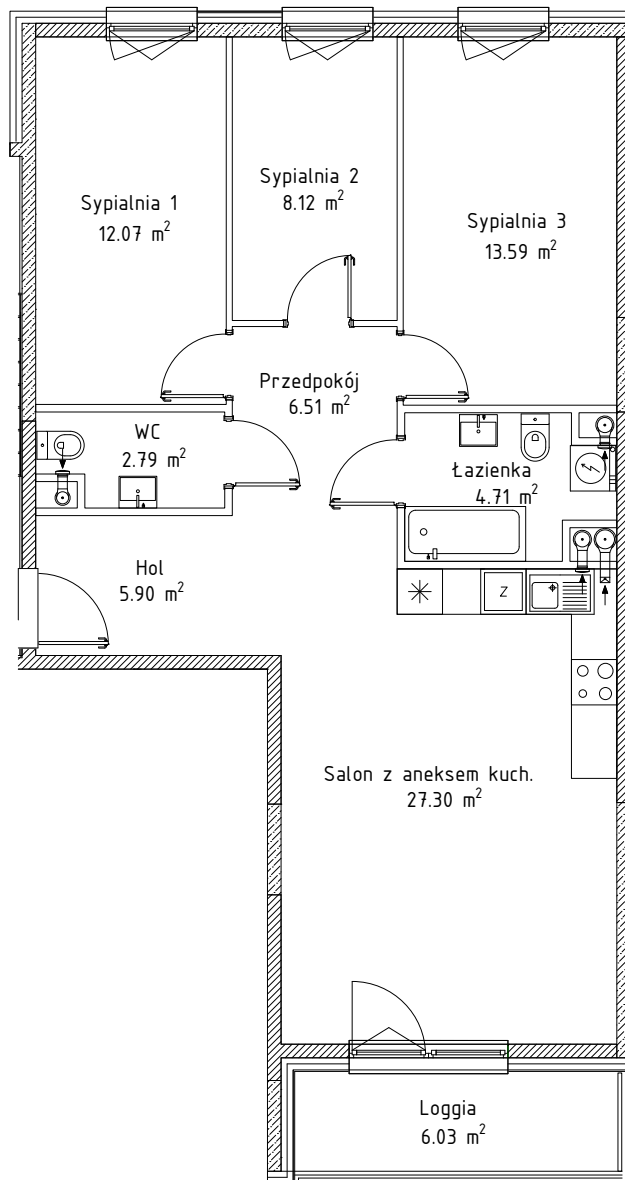 Sypialnia 1
12.07 m²
Sypialnia 2
8.12 m²
Sypialnia 3
13.59 m²
Przedpokój
6.51 m²
WC
2.79 m²
Łazienka
4.71 m²
Hol
5.90 m²
Z
Salon z aneksem kuch.
27.30 m²
Loggia
6.03 m²